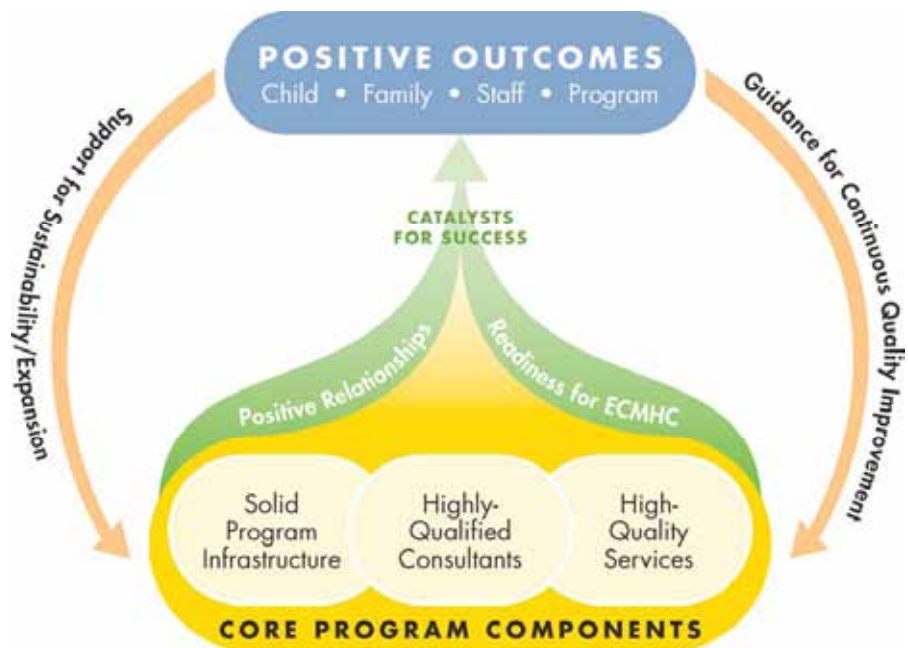 POSITIVE OUTCOMES
Child • Family • Staff • Program
Support for Sustainability/Expansion
Guidance for Continuous Quality Improvement
CATALYSTS
FOR SUCCESS
Positive Relationships
Readiness for ECMHC
Solid
Program
Infrastructure
Highly-
Qualified
Consultants
High-
Quality
Services
CORE PROGRAM COMPONENTS